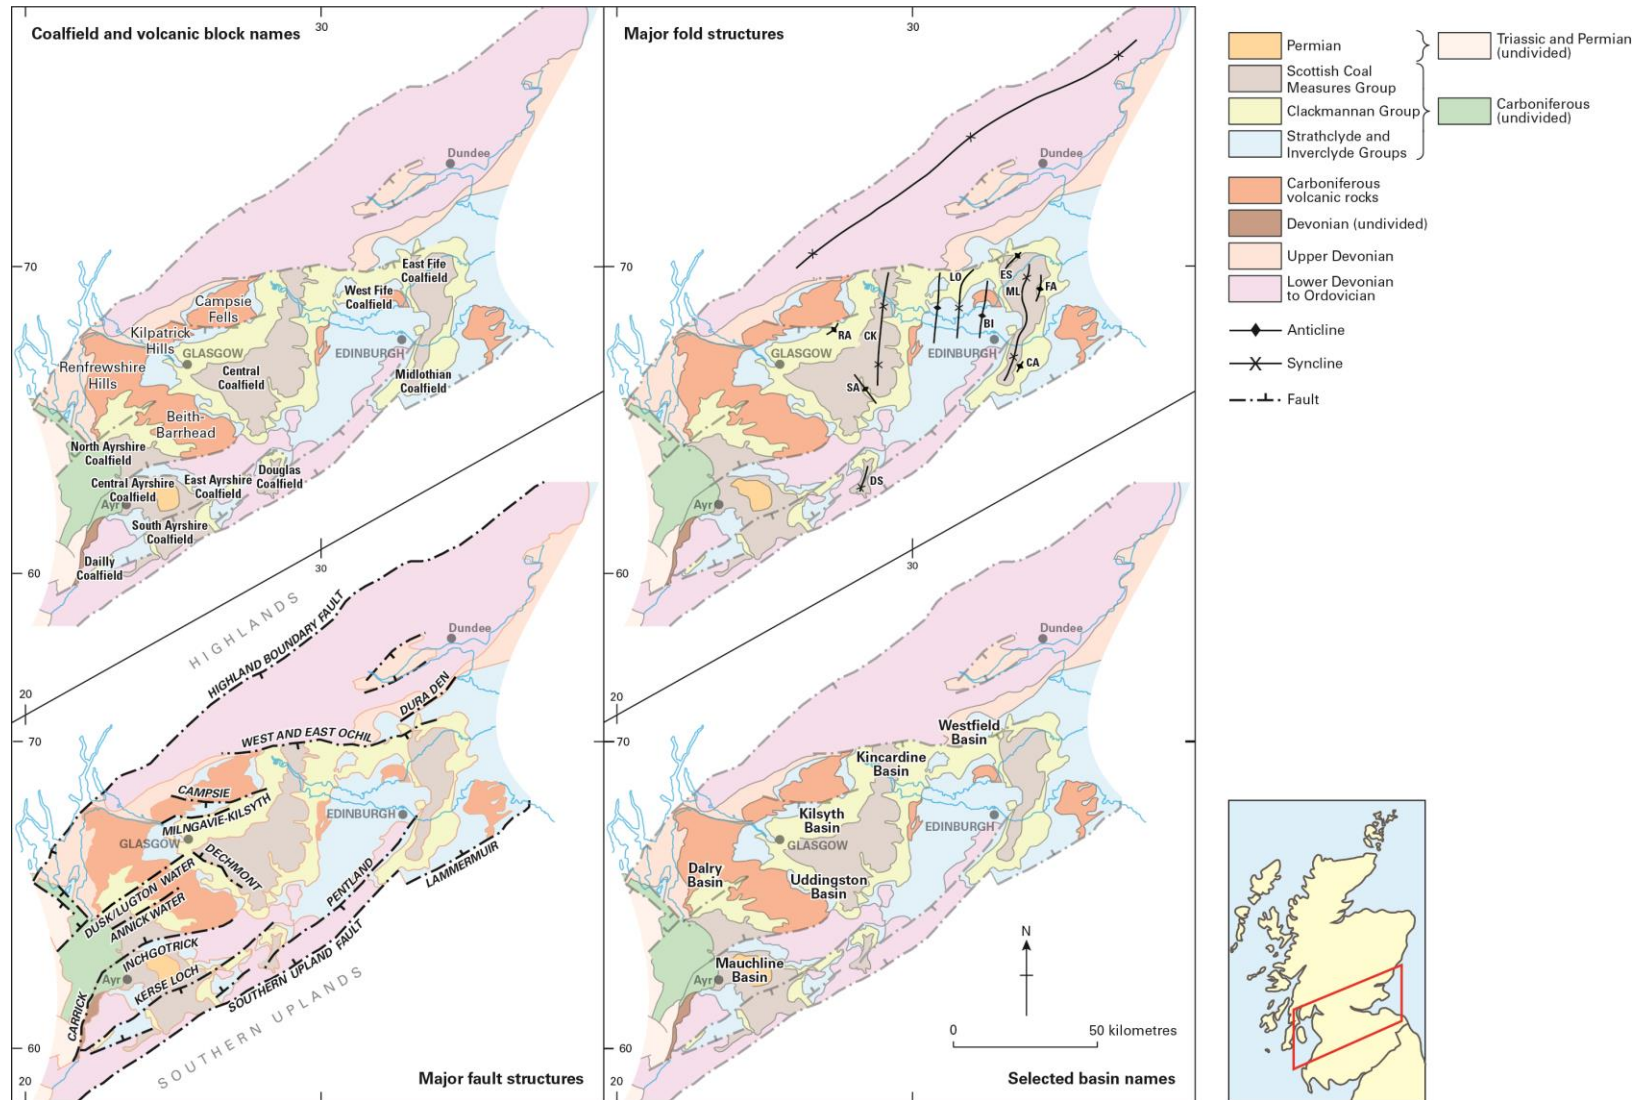 Coalfield and volcanic block names
30
Dundee
70
East Fife
Coalfield
West Fife
Coalfield
Campsie
Fells
Kilpatrick
Hills
EDINBURGH
GLASGOW
Renfrewshire
Hills
Central
Coalfield
Midlothian
Coalfield
Beith-
Barrhead
North Ayrshire
Coalfield
Douglas
Coalfield
Central Ayrshire
Coalfield
East Ayrshire
Coalfield
Ayr
South Ayrshire
Coalfield
Dailly
Coalfield
60
30
Major fold structures
30
Dundee
70
LO
ES
ML
FA
RA
CK
BI
GLASGOW
EDINBURGH
CA
SA
DS
Ayr
60
30
HIGHLANDS
HIGHLAND BOUNDARY FAULT
20
Dundee
DURA DEN
70
WEST AND EAST OCHIL
CAMPSIE
MILNGAVIE-KILSYTH
EDINBURGH
GLASGOW
DECHMONT
DUSK/LUGTON WATER
ANNICK WATER
PENTLAND
LAMMERMUIR
INCHGOTRICK
Ayr
KERSE LOCH
SOUTHERN UPLAND FAULT
CARRICK
SOUTHERN UPLANDS
60
20
Major fault structures
20
Dundee
70
Westfield
Basin
Kincardine
Basin
Kilsyth
Basin
EDINBURGH
GLASGOW
Dalry
Basin
Uddingston
Basin
Mauchline
Basin
Ayr
N
0
50 kilometres
60
20
Selected basin names
Permian
Triassic and Permian
(undivided)
Scottish Coal
Measures Group
Clackmannan Group
Carboniferous
(undivided)
Strathclyde and
Inverclyde Groups
Carboniferous
volcanic rocks
Devonian (undivided)
Upper Devonian
Lower Devonian
to Ordovician
Anticline
Syncline
Fault